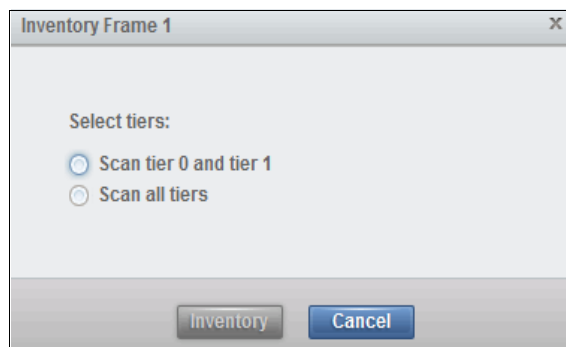 Inventory Frame 1 x
Select tiers:
Scan tier 0 and tier 1
Scan all tiers
Inventory Cancel